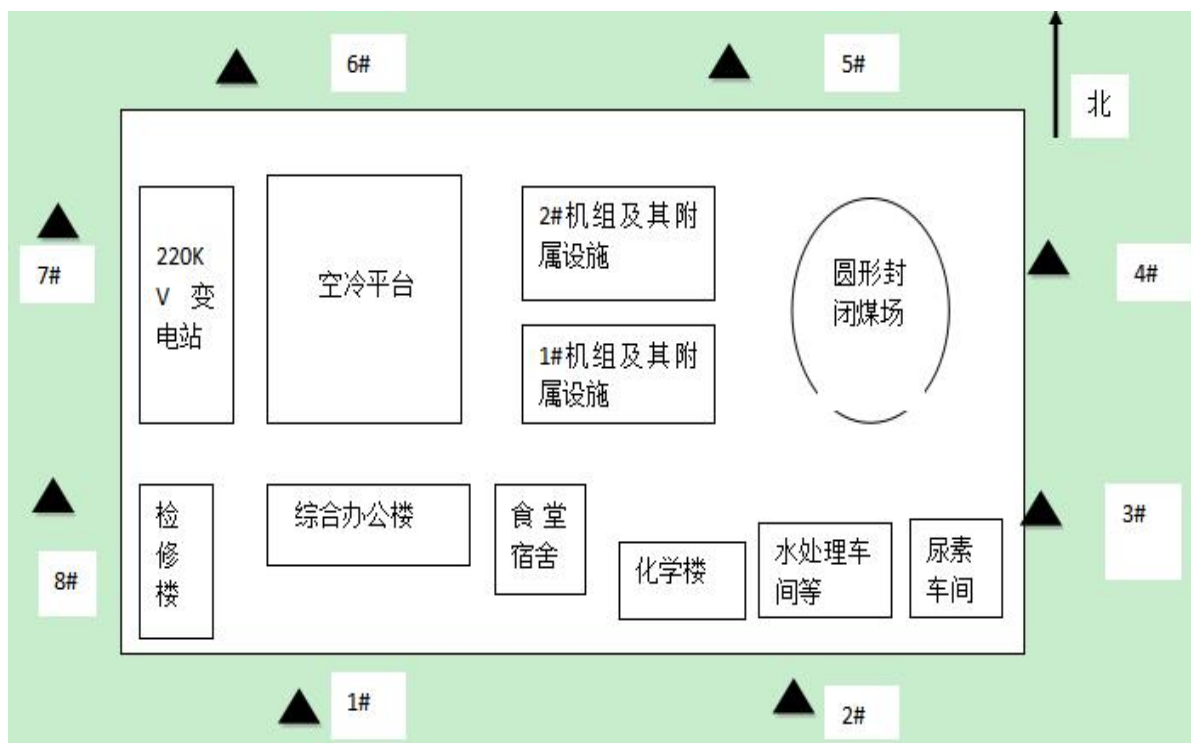 6#
5#
北
7#
220K
V 变
电站
空冷平台
2#机组及其附
属设施
1#机组及其附
属设施
圆形封
闭煤场
4#
8#
检
修
楼
综合办公楼
食堂
宿舍
化学楼
水处理车
间等
尿素
车间
3#
1#
2#